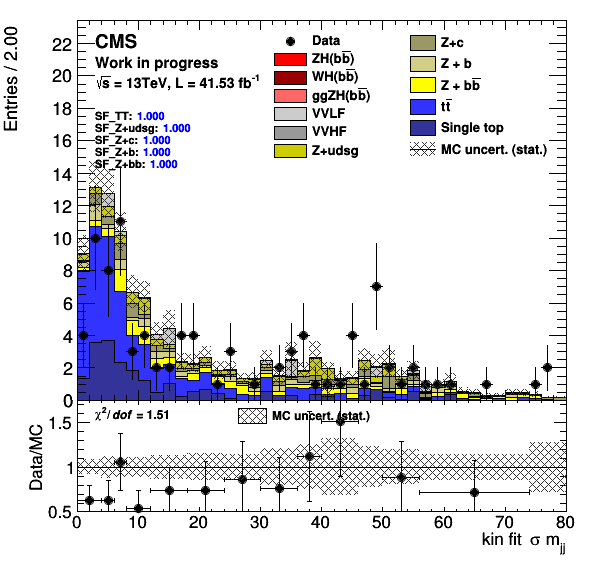 Entries / 2.00
CMS
Work in progress
√s = 13TeV, L = 41.53 fb⁻¹
SF_TT: 1.000
SF_Z+udsg: 1.000
SF_Z+c: 1.000
SF_Z+b: 1.000
SF_Z+bb: 1.000
Data
ZH(bb̅)
WH(bb̅)
ggZH(bb̅)
VVLF
VVHF
Z+udsg
Z+c
Z + b
Z + bb̅
tt̅
Single top
MC uncert. (stat.)
22
20
18
16
14
12
10
8
6
4
2
0
χ²/dof = 1.51
MC uncert. (stat.)
Data/MC
1.5
1
0.5
0 10 20 30 40 50 60 70 80
kin fit σ m_jj